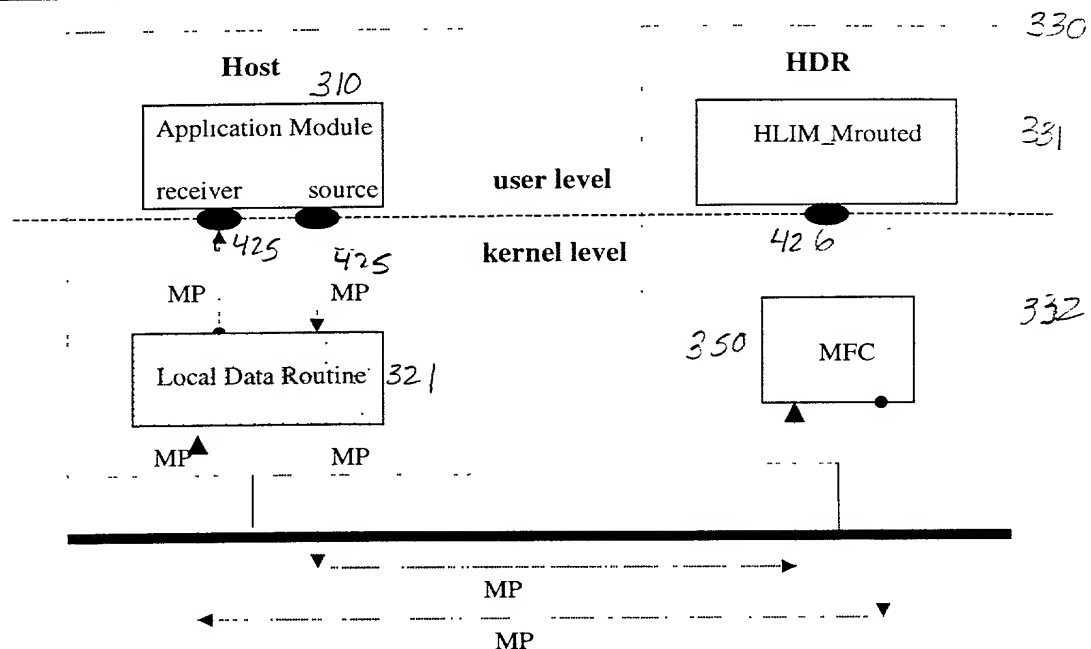 330
Host
HDR
310
Application Module
HLIM_Mrouted
331
receiver source
user level
425
426
425
kernel level
MP MP
332
350
MFC
Local Data Routine 321
MP MP
MP
MP